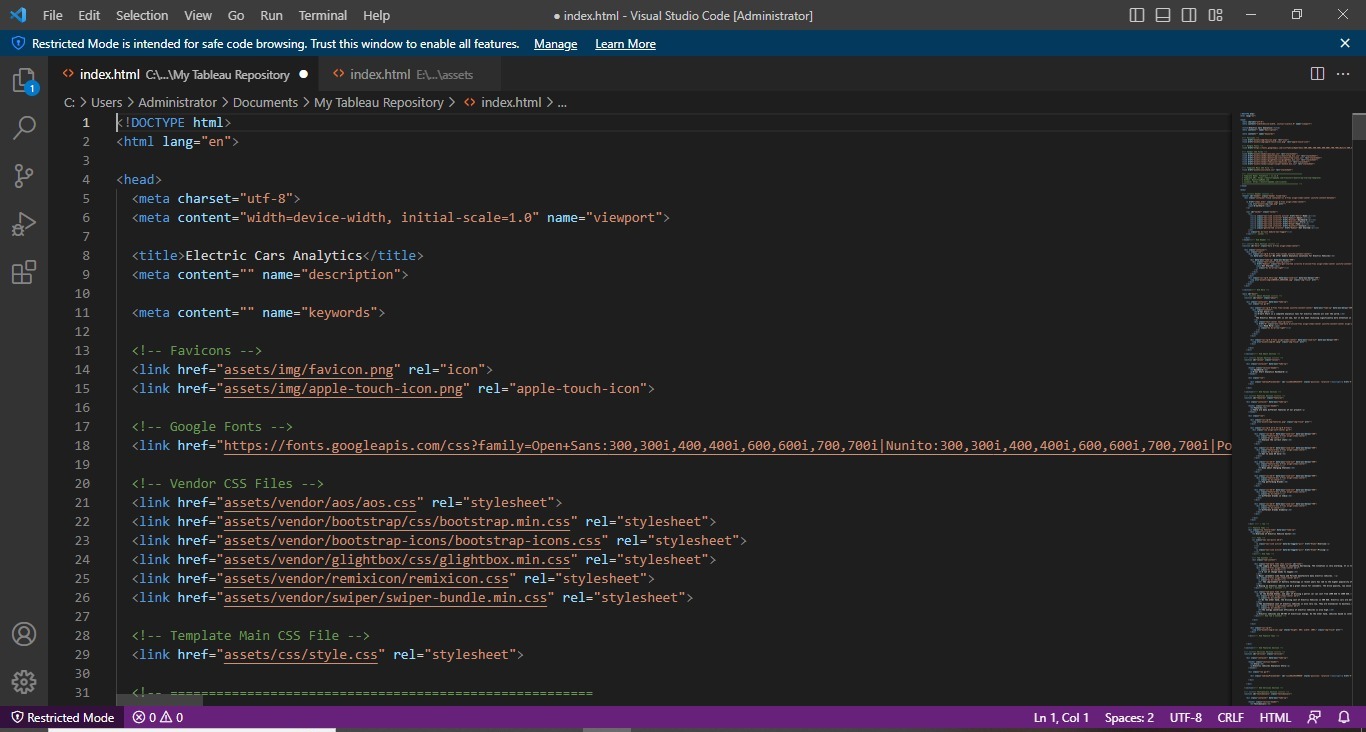 File Edit Selection View Go Run Terminal Help
● index.html - Visual Studio Code [Administrator]
Restricted Mode is intended for safe code browsing. Trust this window to enable all features. Manage Learn More
1
index.html C:\...\My Tableau Repository
index.html E:\...\assets
C: > Users > Administrator > Documents > My Tableau Repository > <> index.html > ...
1 <!DOCTYPE html>
2 <html lang="en">
3
4 <head>
5 <meta charset="utf-8">
6 <meta content="width=device-width, initial-scale=1.0" name="viewport">
7
8 <title>Electric Cars Analytics</title>
9 <meta content="" name="description">
10
11 <meta content="" name="keywords">
12
13 <!-- Favicons -->
14 <link href="assets/img/favicon.png" rel="icon">
15 <link href="assets/img/apple-touch-icon.png" rel="apple-touch-icon">
16
17 <!-- Google Fonts -->
18 <link href="https://fonts.googleapis.com/css?family=Open+Sans:300,300i,400,400i,600,600i,700,700i|Nunito:300,300i,400,400i,600,600i,700,700i|Po
19
20 <!-- Vendor CSS Files -->
21 <link href="assets/vendor/aos/aos.css" rel="stylesheet">
22 <link href="assets/vendor/bootstrap/css/bootstrap.min.css" rel="stylesheet">
23 <link href="assets/vendor/bootstrap-icons/bootstrap-icons.css" rel="stylesheet">
24 <link href="assets/vendor/glightbox/css/glightbox.min.css" rel="stylesheet">
25 <link href="assets/vendor/remixicon/remixicon.css" rel="stylesheet">
26 <link href="assets/vendor/swiper/swiper-bundle.min.css" rel="stylesheet">
27
28 <!-- Template Main CSS File -->
29 <link href="assets/css/style.css" rel="stylesheet">
30
31 <!-- =======================================================
Restricted Mode 0 0 Ln 1, Col 1 Spaces: 2 UTF-8 CRLF HTML